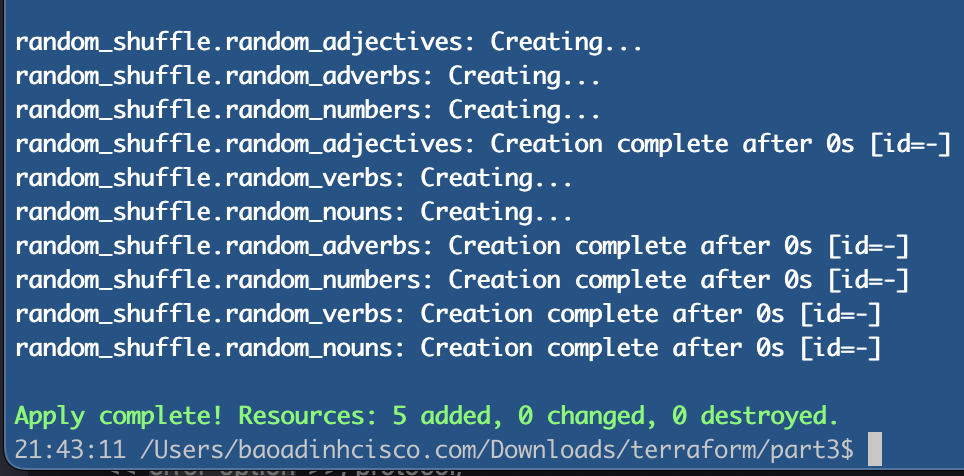 random_shuffle.random_adjectives: Creating...
random_shuffle.random_adverbs: Creating...
random_shuffle.random_numbers: Creating...
random_shuffle.random_adjectives: Creation complete after 0s [id=-]
random_shuffle.random_verbs: Creating...
random_shuffle.random_nouns: Creating...
random_shuffle.random_adverbs: Creation complete after 0s [id=-]
random_shuffle.random_numbers: Creation complete after 0s [id=-]
random_shuffle.random_verbs: Creation complete after 0s [id=-]
random_shuffle.random_nouns: Creation complete after 0s [id=-]
Apply complete! Resources: 5 added, 0 changed, 0 destroyed.
21:43:11 /Users/baoadinhcisco.com/Downloads/terraform/part3$